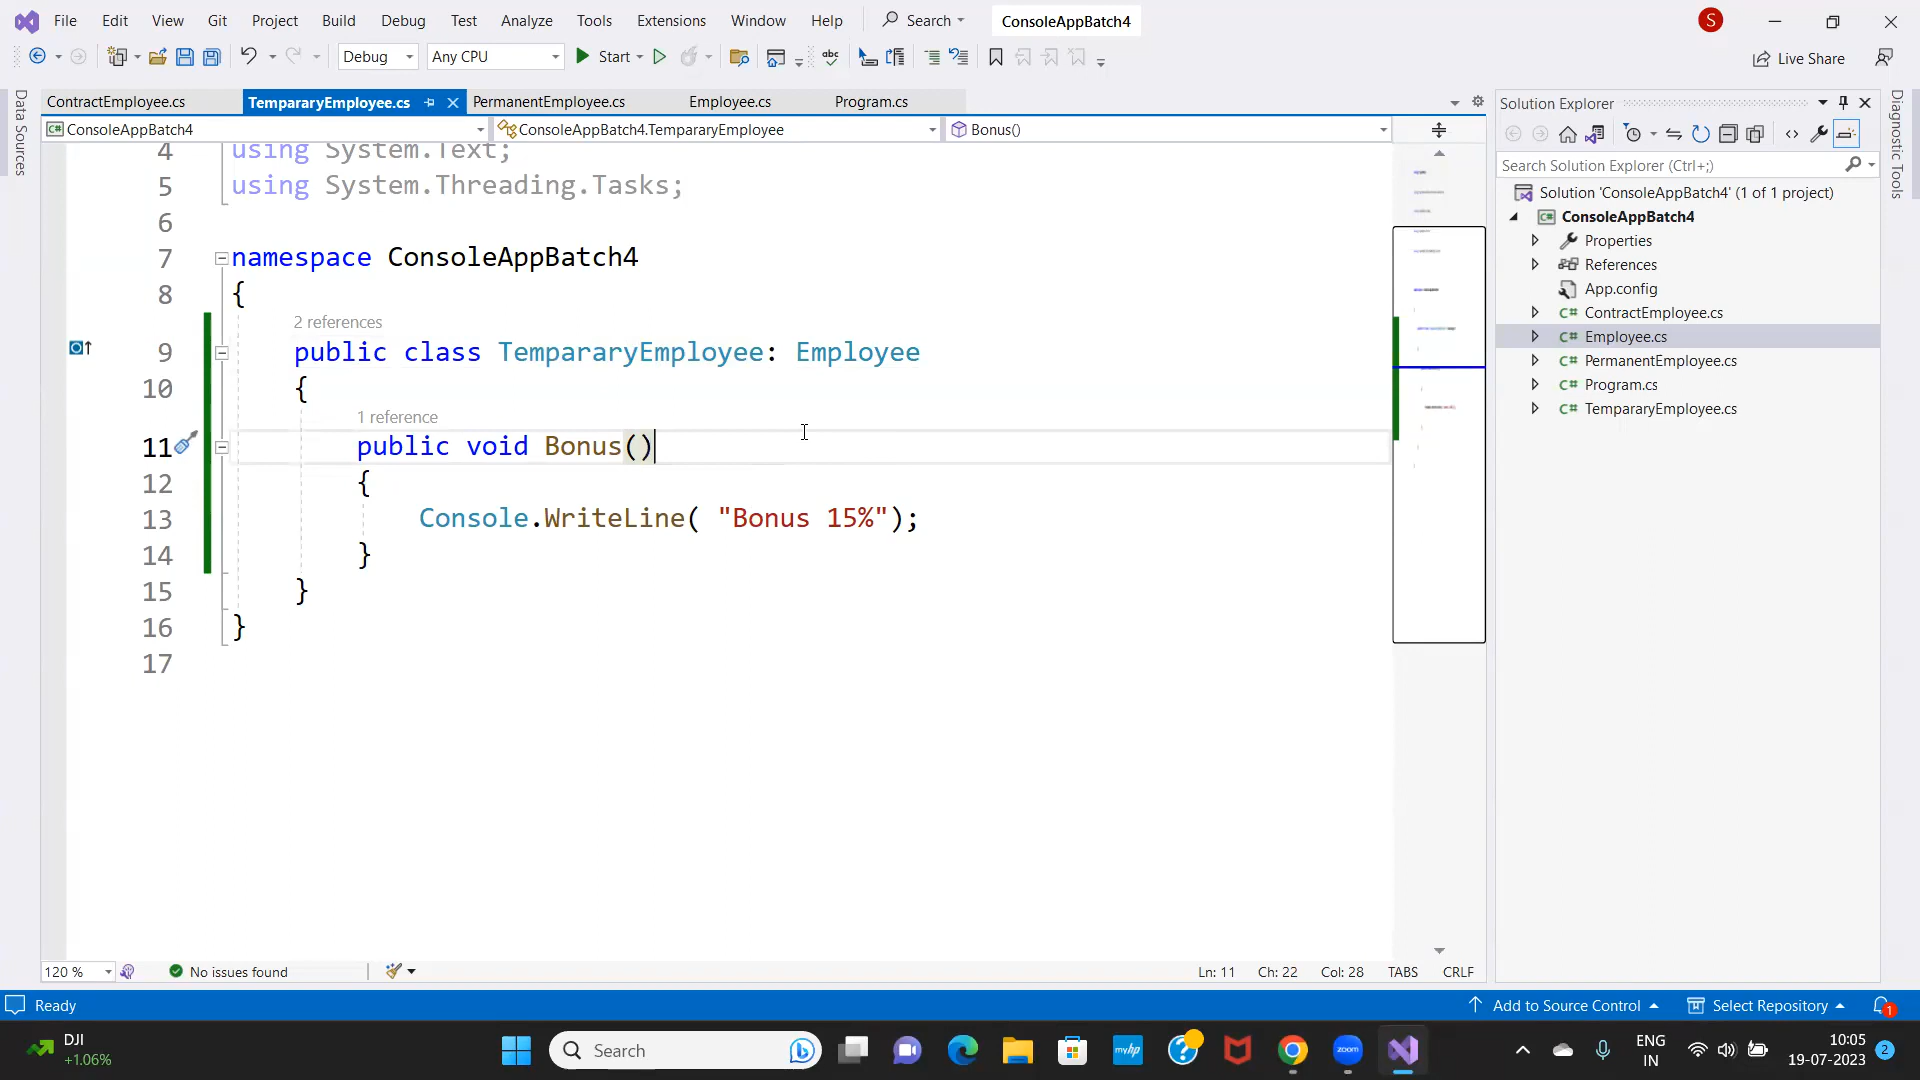 File Edit View Git Project Build Debug Test Analyze Tools Extensions Window Help Search ConsoleAppBatch4 S
Debug Any CPU Start abc Live Share
ContractEmployee.cs TempararyEmployee.cs PermanentEmployee.cs Employee.cs Program.cs
ConsoleAppBatch4 ConsoleAppBatch4.TempararyEmployee Bonus()
Data Sources
4 using System.Text;
5 using System.Threading.Tasks;
6
7 namespace ConsoleAppBatch4
8 {
2 references
9 public class TempararyEmployee: Employee
10 {
1 reference
11 public void Bonus()
12 {
13 Console.WriteLine( "Bonus 15%");
14 }
15 }
16 }
17
120 % No issues found Ln: 11 Ch: 22 Col: 28 TABS CRLF
Solution Explorer
Search Solution Explorer (Ctrl+;)
Solution 'ConsoleAppBatch4' (1 of 1 project)
C# ConsoleAppBatch4
Properties
References
App.config
C# ContractEmployee.cs
C# Employee.cs
C# PermanentEmployee.cs
C# Program.cs
C# TempararyEmployee.cs
Diagnostic Tools
Ready Add to Source Control Select Repository 1
DJI
+1.06%
Search
myhp
zoom
ENG
IN
10:05
19-07-2023
2